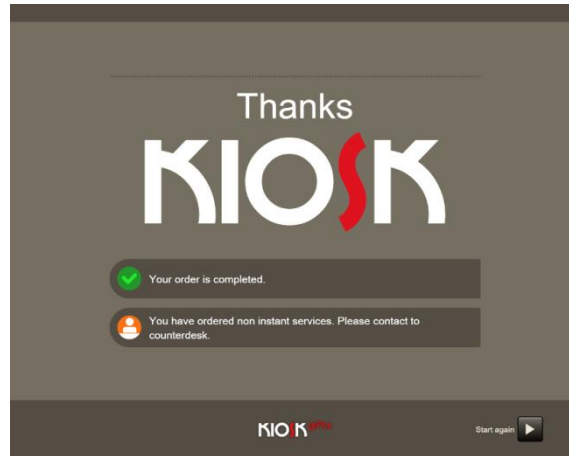 Thanks
KIOSK
Your order is completed.
You have ordered non instant services. Please contact to
counterdesk.
KIOSK
Start again